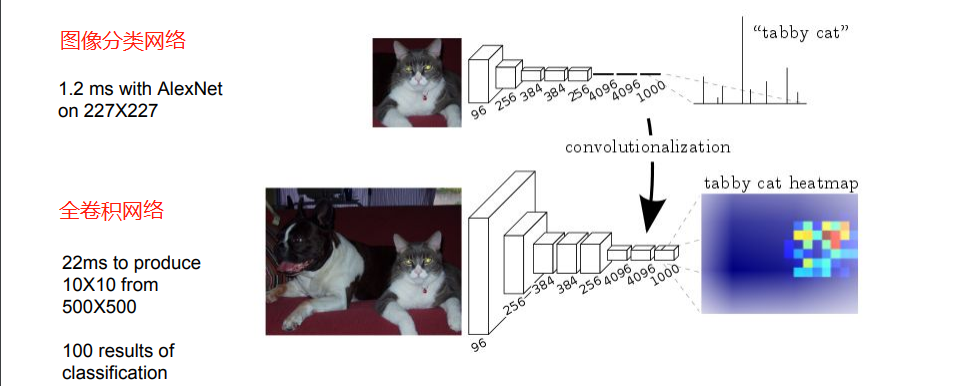 图像分类网络
1.2 ms with AlexNet
on 227X227
"tabby cat"
96
256
384
384
256
4096
4096
1000
convolutionalization
全卷积网络
22ms to produce
10X10 from
500X500
100 results of
classification
tabby cat heatmap
96
256
384
384
256
4096
4096
1000